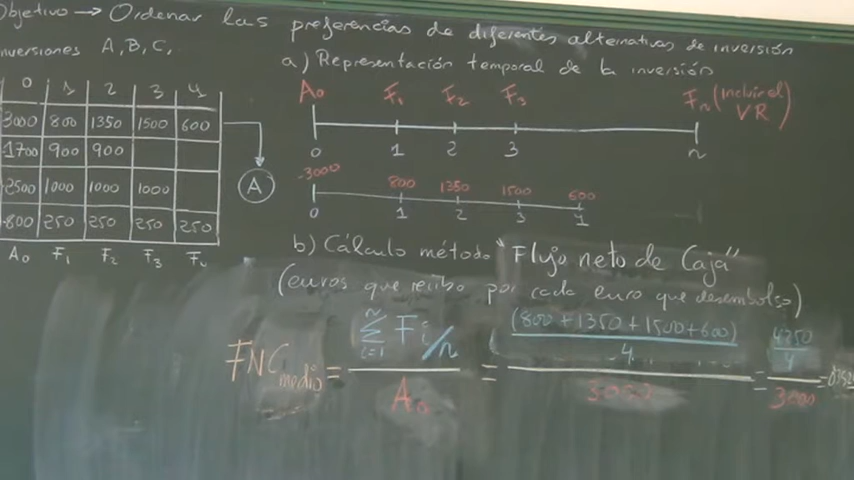 Objetivo → Ordenar las preferencias de diferentes alternativas de inversión
inversiones A, B, C,
a) Representación temporal de la inversión
0 1 2 3 4
3000 800 1350 1500 600
1700 900 900
2500 1000 1000 1000
800 250 250 250 250
A₀ F₁ F₂ F₃ F₄
A
A₀ F₁ F₂ F₃ Fₙ (Incluir el VR)
0 1 2 3 n
-3000 800 1350 1500 600
0 1 2 3 1
b) Cálculo método "Flujo neto de Caja"
(euros que recibo por cada euro que desembolso)
FNC medio = (∑ i=1 n Fi/n) / A₀ = ((800+1350+1500+600) / 4) / 3000 = (4250 / 4) / 3000 =